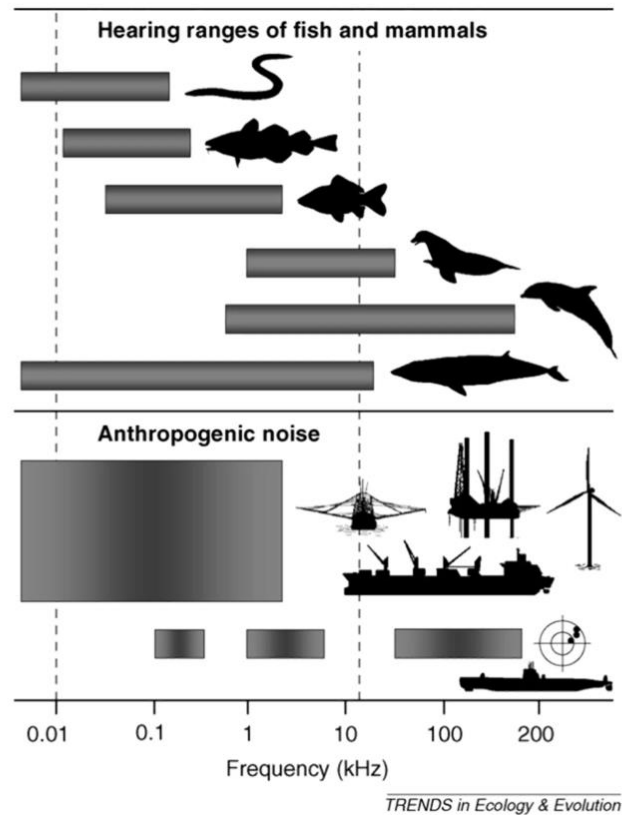 Hearing ranges of fish and mammals
Anthropogenic noise
0.01 0.1 1 10 100 200
Frequency (kHz)
TRENDS in Ecology & Evolution